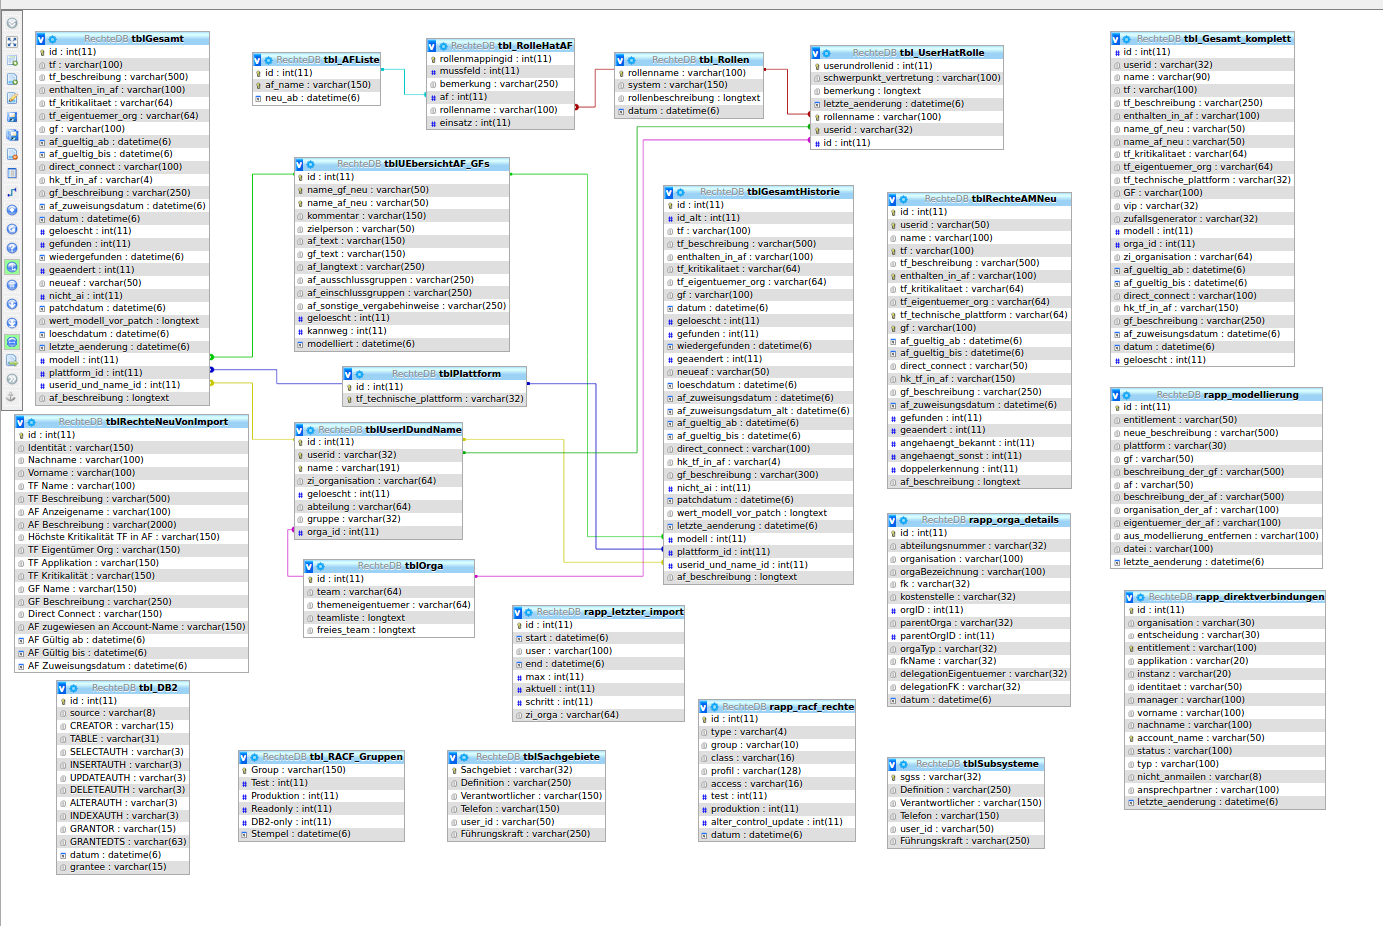 RechteDB tblGesamt
id : int(11)
tf : varchar(100)
tf_beschreibung : varchar(500)
enthalten_in_af : varchar(100)
tf_kritikalitaet : varchar(64)
tf_eigentuemer_org : varchar(64)
gf : varchar(100)
af_gueltig_ab : datetime(6)
af_gueltig_bis : datetime(6)
direct_connect : varchar(100)
hk_tf_in_af : varchar(4)
gf_beschreibung : varchar(250)
af_zuweisungsdatum : datetime(6)
datum : datetime(6)
geloescht : int(11)
gefunden : int(11)
wiedergefunden : datetime(6)
geaendert : int(11)
neueaf : varchar(50)
nicht_ai : int(11)
patchdatum : datetime(6)
wert_modell_vor_patch : longtext
loeschdatum : datetime(6)
letzte_aenderung : datetime(6)
modell : int(11)
plattform_id : int(11)
userid_und_name_id : int(11)
af_beschreibung : longtext
RechteDB tbl_AFListe
id : int(11)
af_name : varchar(150)
neu_ab : datetime(6)
RechteDB tbl_RolleHatAF
rollenmappingid : int(11)
mussfeld : int(11)
bemerkung : varchar(250)
af : int(11)
rollenname : varchar(100)
einsatz : int(11)
RechteDB tbl_Rollen
rollenname : varchar(100)
system : varchar(150)
rollenbeschreibung : longtext
datum : datetime(6)
RechteDB tbl_UserHatRolle
userundrollenid : int(11)
schwerpunkt_vertretung : varchar(100)
bemerkung : longtext
letzte_aenderung : datetime(6)
rollenname : varchar(100)
userid : varchar(32)
id : int(11)
RechteDB tbl_Gesamt_komplett
id : int(11)
userid : varchar(32)
name : varchar(90)
tf : varchar(100)
tf_beschreibung : varchar(250)
enthalten_in_af : varchar(100)
name_gf_neu : varchar(50)
name_af_neu : varchar(50)
tf_kritikalitaet : varchar(64)
tf_eigentuemer_org : varchar(64)
tf_technische_plattform : varchar(32)
GF : varchar(100)
vip : varchar(32)
zufallsgenerator : varchar(32)
modell : int(11)
orga_id : int(11)
zi_organisation : varchar(64)
af_gueltig_ab : datetime(6)
af_gueltig_bis : datetime(6)
direct_connect : varchar(100)
hk_tf_in_af : varchar(150)
gf_beschreibung : varchar(250)
af_zuweisungsdatum : datetime(6)
datum : datetime(6)
geloescht : int(11)
RechteDB tblUEbersichtAF_GFs
id : int(11)
name_gf_neu : varchar(50)
name_af_neu : varchar(50)
kommentar : varchar(150)
zielperson : varchar(50)
af_text : varchar(150)
gf_text : varchar(150)
af_langtext : varchar(250)
af_ausschlussgruppen : varchar(250)
af_einschlussgruppen : varchar(250)
af_sonstige_vergabehinweise : varchar(250)
geloescht : int(11)
kannweg : int(11)
modelliert : datetime(6)
RechteDB tblGesamtHistorie
id : int(11)
id_alt : int(11)
tf : varchar(100)
tf_beschreibung : varchar(500)
enthalten_in_af : varchar(100)
tf_kritikalitaet : varchar(64)
tf_eigentuemer_org : varchar(64)
gf : varchar(100)
datum : datetime(6)
geloescht : int(11)
gefunden : int(11)
wiedergefunden : datetime(6)
geaendert : int(11)
neueaf : varchar(50)
loeschdatum : datetime(6)
af_zuweisungsdatum : datetime(6)
af_zuweisungsdatum_alt : datetime(6)
af_gueltig_ab : datetime(6)
af_gueltig_bis : datetime(6)
direct_connect : varchar(100)
hk_tf_in_af : varchar(4)
gf_beschreibung : varchar(300)
nicht_ai : int(11)
patchdatum : datetime(6)
wert_modell_vor_patch : longtext
letzte_aenderung : datetime(6)
modell : int(11)
plattform_id : int(11)
userid_und_name_id : int(11)
af_beschreibung : longtext
RechteDB tblRechteAMNeu
id : int(11)
userid : varchar(50)
name : varchar(100)
tf : varchar(100)
tf_beschreibung : varchar(500)
enthalten_in_af : varchar(100)
tf_kritikalitaet : varchar(64)
tf_eigentuemer_org : varchar(64)
tf_technische_plattform : varchar(64)
gf : varchar(100)
af_gueltig_ab : datetime(6)
af_gueltig_bis : datetime(6)
direct_connect : varchar(50)
hk_tf_in_af : varchar(150)
gf_beschreibung : varchar(250)
af_zuweisungsdatum : datetime(6)
gefunden : int(11)
geaendert : int(11)
angehaengt_bekannt : int(11)
angehaengt_sonst : int(11)
doppelerkennung : int(11)
af_beschreibung : longtext
RechteDB tblPlattform
id : int(11)
tf_technische_plattform : varchar(32)
RechteDB rapp_modellierung
id : int(11)
entitlement : varchar(50)
neue_beschreibung : varchar(500)
plattform : varchar(30)
gf : varchar(50)
beschreibung_der_gf : varchar(500)
af : varchar(50)
beschreibung_der_af : varchar(500)
organisation_der_af : varchar(100)
eigentuemer_der_af : varchar(100)
aus_modellierung_entfernen : varchar(100)
datei : varchar(100)
letzte_aenderung : datetime(6)
RechteDB tblRechteNeuVonImport
id : int(11)
Identität : varchar(150)
Nachname : varchar(100)
Vorname : varchar(100)
TF Name : varchar(100)
TF Beschreibung : varchar(500)
AF Anzeigename : varchar(100)
AF Beschreibung : varchar(2000)
Höchste Kritikalität TF in AF : varchar(150)
TF Eigentümer Org : varchar(150)
TF Applikation : varchar(150)
TF Kritikalität : varchar(150)
GF Name : varchar(150)
GF Beschreibung : varchar(250)
Direct Connect : varchar(150)
AF zugewiesen an Account-Name : varchar(150)
AF Gültig ab : datetime(6)
AF Gültig bis : datetime(6)
AF Zuweisungsdatum : datetime(6)
RechteDB tblUserIDundName
id : int(11)
userid : varchar(32)
name : varchar(191)
zi_organisation : varchar(64)
geloescht : int(11)
abteilung : varchar(64)
gruppe : varchar(32)
orga_id : int(11)
RechteDB tblOrga
id : int(11)
team : varchar(64)
themeneigentuemer : varchar(64)
teamliste : longtext
freies_team : longtext
RechteDB rapp_orga_details
id : int(11)
abteilungsnummer : varchar(32)
organisation : varchar(100)
orgaBezeichnung : varchar(100)
fk : varchar(32)
kostenstelle : varchar(32)
orgID : int(11)
parentOrga : varchar(32)
parentOrgID : int(11)
orgaTyp : varchar(32)
fkName : varchar(32)
delegationEigentuemer : varchar(32)
delegationFK : varchar(32)
datum : datetime(6)
RechteDB rapp_letzter_import
id : int(11)
start : datetime(6)
user : varchar(100)
end : datetime(6)
max : int(11)
aktuell : int(11)
schritt : int(11)
zi_orga : varchar(64)
RechteDB rapp_direktverbindungen
id : int(11)
organisation : varchar(30)
entscheidung : varchar(30)
entitlement : varchar(100)
applikation : varchar(20)
instanz : varchar(20)
identitaet : varchar(50)
manager : varchar(100)
vorname : varchar(100)
nachname : varchar(100)
account_name : varchar(50)
status : varchar(100)
typ : varchar(100)
nicht_anmailen : varchar(8)
ansprechpartner : varchar(100)
letzte_aenderung : datetime(6)
RechteDB tbl_DB2
id : int(11)
source : varchar(8)
CREATOR : varchar(15)
TABLE : varchar(31)
SELECTAUTH : varchar(3)
INSERTAUTH : varchar(3)
UPDATEAUTH : varchar(3)
DELETEAUTH : varchar(3)
ALTERAUTH : varchar(3)
INDEXAUTH : varchar(3)
GRANTOR : varchar(15)
GRANTEDTS : varchar(63)
datum : datetime(6)
grantee : varchar(15)
RechteDB rapp_racf_rechte
id : int(11)
type : varchar(4)
group : varchar(10)
class : varchar(16)
profil : varchar(128)
access : varchar(16)
test : int(11)
produktion : int(11)
alter_control_update : int(11)
datum : datetime(6)
RechteDB tbl_RACF_Gruppen
Group : varchar(150)
Test : int(11)
Produktion : int(11)
Readonly : int(11)
DB2-only : int(11)
Stempel : datetime(6)
RechteDB tblSachgebiete
Sachgebiet : varchar(32)
Definition : varchar(250)
Verantwortlicher : varchar(150)
Telefon : varchar(150)
user_id : varchar(50)
Führungskraft : varchar(250)
RechteDB tblSubsysteme
sgss : varchar(32)
Definition : varchar(250)
Verantwortlicher : varchar(150)
Telefon : varchar(150)
user_id : varchar(50)
Führungskraft : varchar(250)